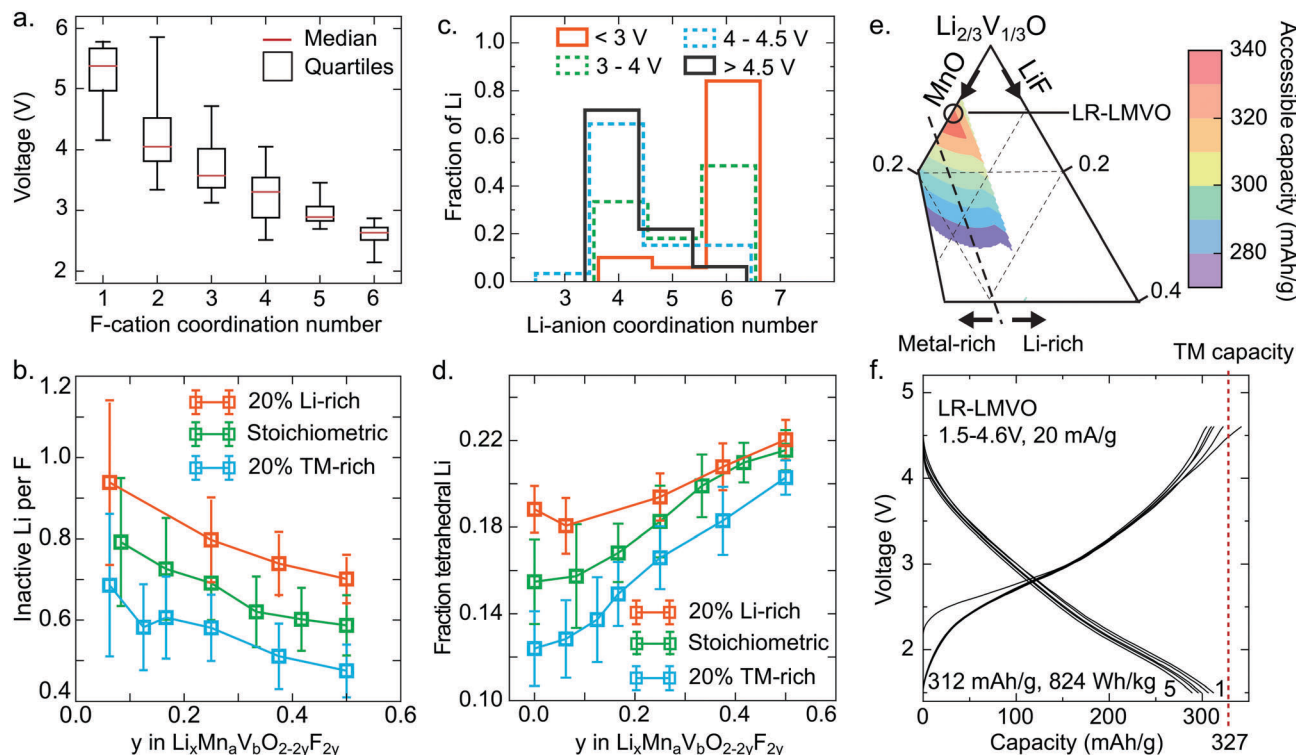 a.
6
5
4
3
2
Voltage (V)
Median
Quartiles
1 2 3 4 5 6
F-cation coordination number
b.
1.2
1.0
0.8
0.6
0.4
Inactive Li per F
20% Li-rich
Stoichiometric
20% TM-rich
0.0 0.2 0.4 0.6
y in LiₓMnₐV_bO₂₋₂ᵧF₂ᵧ
c.
1.0
0.8
0.6
0.4
0.2
0.0
Fraction of Li
< 3 V
3 - 4 V
4 - 4.5 V
> 4.5 V
3 4 5 6 7
Li-anion coordination number
d.
0.22
0.18
0.14
0.10
Fraction tetrahedral Li
20% Li-rich
Stoichiometric
20% TM-rich
0.0 0.2 0.4 0.6
y in LiₓMnₐV_bO₂₋₂ᵧF₂ᵧ
e.
Li₂/₃V₁/₃O
MnO
LiF
LR-LMVO
0.2
0.2
0.4
Metal-rich
Li-rich
340
320
300
280
Accessible capacity
(mAh/g)
TM capacity
f.
5
4
3
2
Voltage (V)
LR-LMVO
1.5-4.6V, 20 mA/g
312 mAh/g, 824 Wh/kg
5
1
0 100 200 300
327
Capacity (mAh/g)